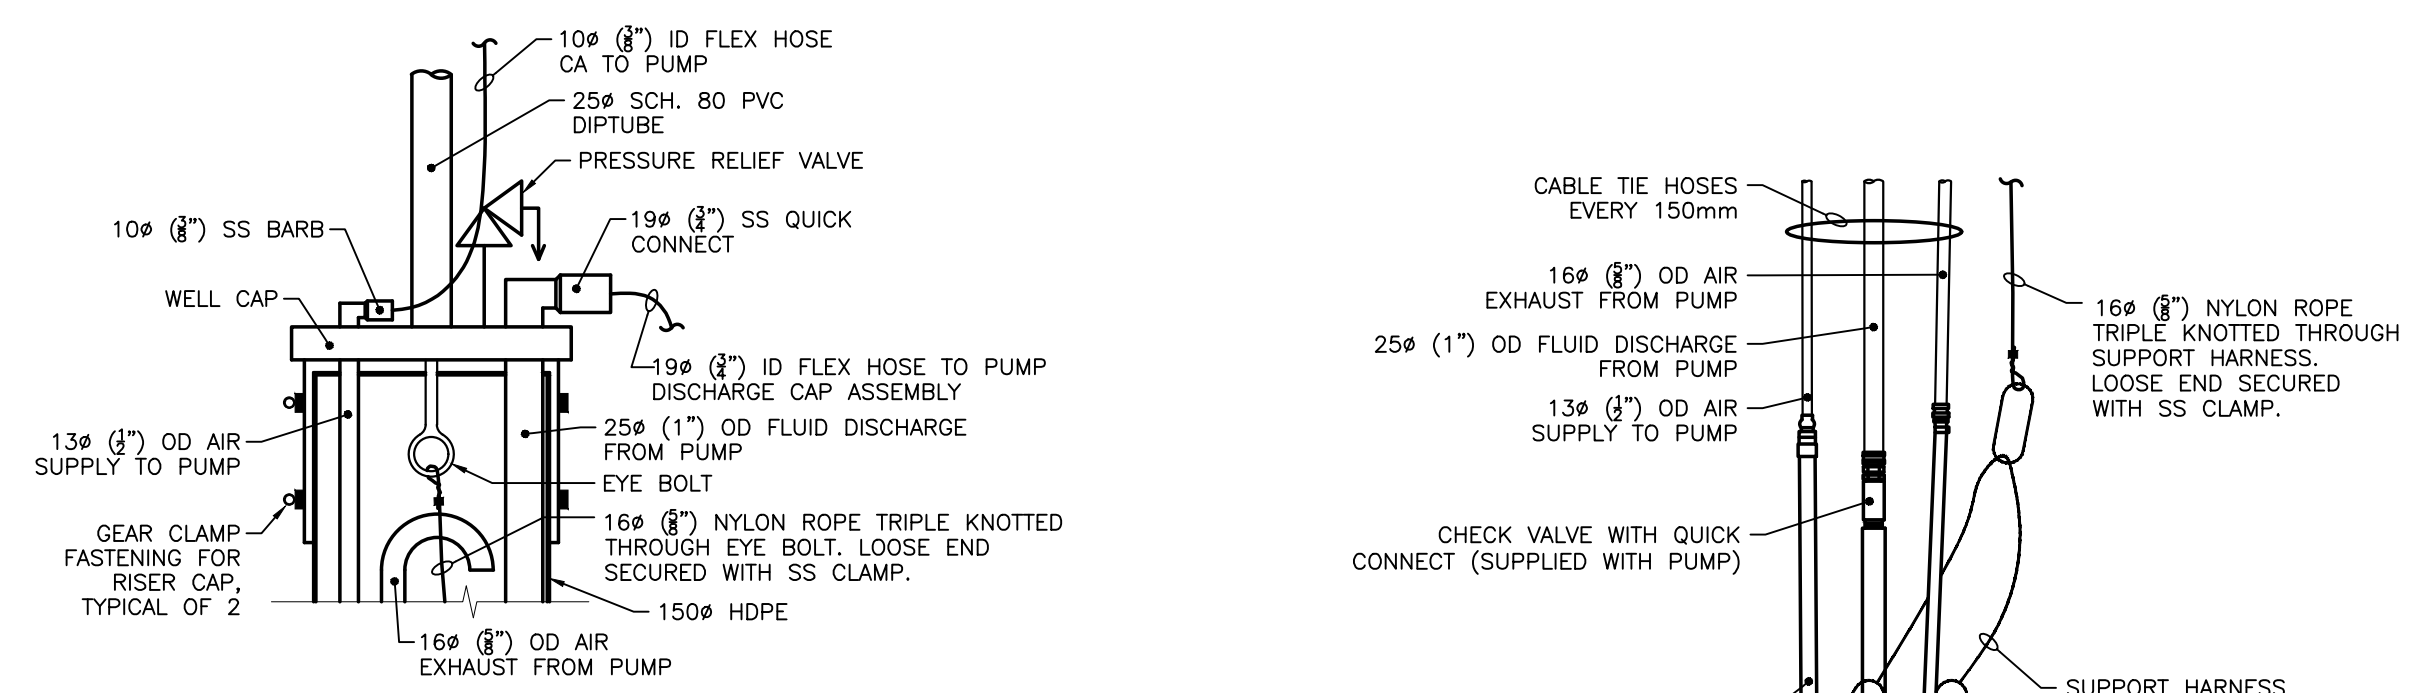 10ø (3/8") ID FLEX HOSE
CA TO PUMP
25ø SCH. 80 PVC
DIPTUBE
PRESSURE RELIEF VALVE
10ø (3/8") SS BARB
19ø (3/4") SS QUICK
CONNECT
WELL CAP
19ø (3/4") ID FLEX HOSE TO PUMP
DISCHARGE CAP ASSEMBLY
13ø (1/2") OD AIR
SUPPLY TO PUMP
25ø (1") OD FLUID DISCHARGE
FROM PUMP
EYE BOLT
GEAR CLAMP
FASTENING FOR
RISER CAP,
TYPICAL OF 2
16ø (5/8") NYLON ROPE TRIPLE KNOTTED
THROUGH EYE BOLT. LOOSE END
SECURED WITH SS CLAMP.
150ø HDPE
16ø (5/8") OD AIR
EXHAUST FROM PUMP
CABLE TIE HOSES
EVERY 150mm
16ø (5/8") OD AIR
EXHAUST FROM PUMP
25ø (1") OD FLUID DISCHARGE
FROM PUMP
13ø (1/2") OD AIR
SUPPLY TO PUMP
CHECK VALVE WITH QUICK
CONNECT (SUPPLIED WITH PUMP)
16ø (5/8") NYLON ROPE
TRIPLE KNOTTED THROUGH
SUPPORT HARNESS.
LOOSE END SECURED
WITH SS CLAMP.
SUPPORT HARNESS